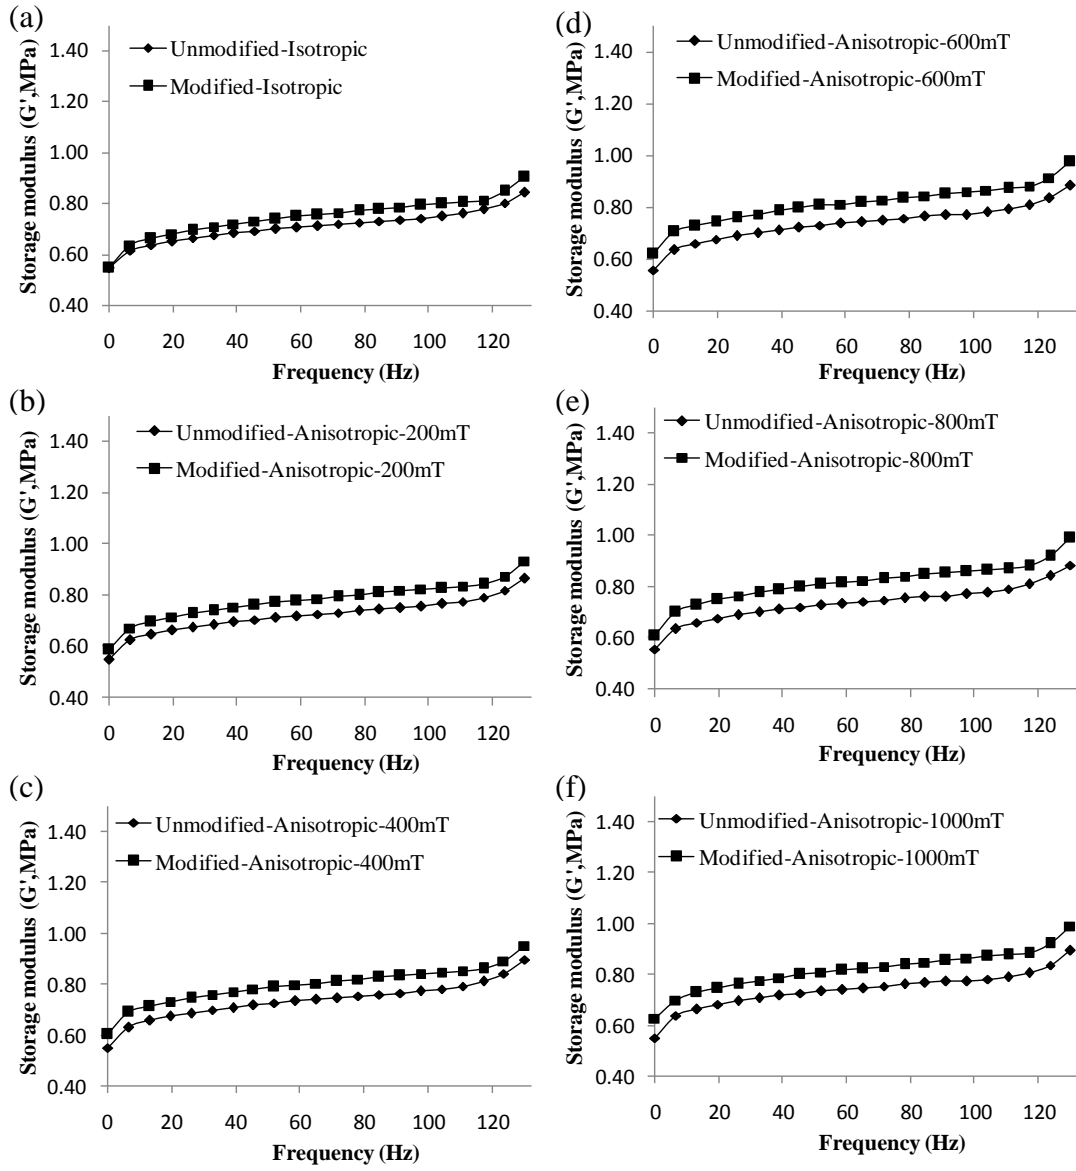 (a)
Storage modulus (G',MPa)
1.40
1.20
1.00
0.80
0.60
0.40
Unmodified-Isotropic
Modified-Isotropic
0 20 40 60 80 100 120
Frequency (Hz)
(b)
Storage modulus (G',MPa)
1.40
1.20
1.00
0.80
0.60
0.40
Unmodified-Anisotropic-200mT
Modified-Anisotropic-200mT
0 20 40 60 80 100 120
Frequency (Hz)
(c)
Storage modulus (G',MPa)
1.40
1.20
1.00
0.80
0.60
0.40
Unmodified-Anisotropic-400mT
Modified-Anisotropic-400mT
0 20 40 60 80 100 120
Frequency (Hz)
(d)
Storage modulus (G',MPa)
1.40
1.20
1.00
0.80
0.60
0.40
Unmodified-Anisotropic-600mT
Modified-Anisotropic-600mT
0 20 40 60 80 100 120
Frequency (Hz)
(e)
Storage modulus (G',MPa)
1.40
1.20
1.00
0.80
0.60
0.40
Unmodified-Anisotropic-800mT
Modified-Anisotropic-800mT
0 20 40 60 80 100 120
Frequency (Hz)
(f)
Storage modulus (G',MPa)
1.40
1.20
1.00
0.80
0.60
0.40
Unmodified-Anisotropic-1000mT
Modified-Anisotropic-1000mT
0 20 40 60 80 100 120
Frequency (Hz)